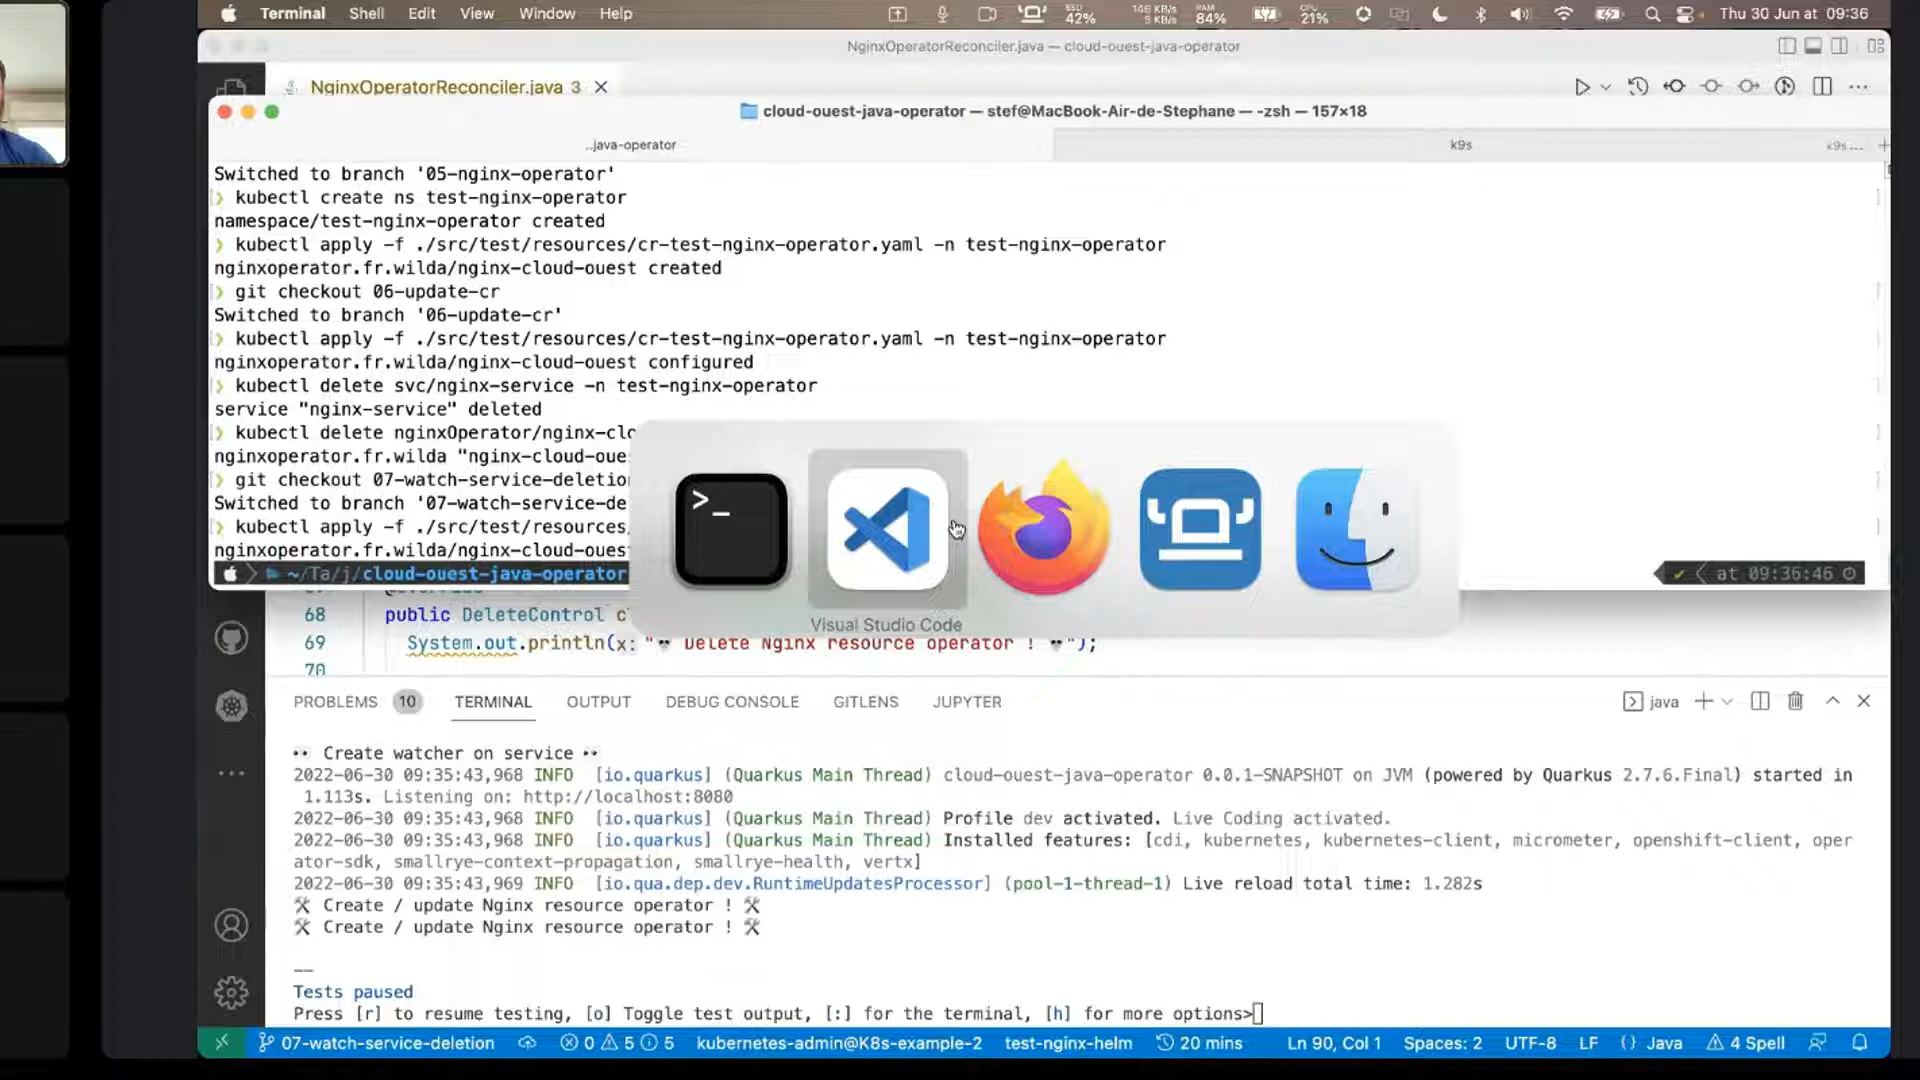 Terminal Shell Edit View Window Help
SSD 42% 146 KB/s 5 KB/s RAM 84% CPU 21% Thu 30 Jun at 09:36
NginxOperatorReconciler.java — cloud-ouest-java-operator
NginxOperatorReconciler.java 3
cloud-ouest-java-operator — stef@MacBook-Air-de-Stephane — -zsh — 157×18
..java-operator k9s k9s...
Switched to branch '05-nginx-operator'
❯ kubectl create ns test-nginx-operator
namespace/test-nginx-operator created
❯ kubectl apply -f ./src/test/resources/cr-test-nginx-operator.yaml -n test-nginx-operator
nginxoperator.fr.wilda/nginx-cloud-ouest created
❯ git checkout 06-update-cr
Switched to branch '06-update-cr'
❯ kubectl apply -f ./src/test/resources/cr-test-nginx-operator.yaml -n test-nginx-operator
nginxoperator.fr.wilda/nginx-cloud-ouest configured
❯ kubectl delete svc/nginx-service -n test-nginx-operator
service "nginx-service" deleted
❯ kubectl delete nginxOperator/nginx-clo
nginxoperator.fr.wilda "nginx-cloud-oue
❯ git checkout 07-watch-service-deletio
Switched to branch '07-watch-service-de
❯ kubectl apply -f ./src/test/resources
nginxoperator.fr.wilda/nginx-cloud-ouest
~/Ta/j/cloud-ouest-java-operator ✓ at 09:36:46
Visual Studio Code
68 public DeleteControl c
69 System.out.println(x: "Delete Nginx resource operator ! ");
70
PROBLEMS 10 TERMINAL OUTPUT DEBUG CONSOLE GITLENS JUPYTER java
Create watcher on service
2022-06-30 09:35:43,968 INFO [io.quarkus] (Quarkus Main Thread) cloud-ouest-java-operator 0.0.1-SNAPSHOT on JVM (powered by Quarkus 2.7.6.Final) started in
1.113s. Listening on: http://localhost:8080
2022-06-30 09:35:43,968 INFO [io.quarkus] (Quarkus Main Thread) Profile dev activated. Live Coding activated.
2022-06-30 09:35:43,968 INFO [io.quarkus] (Quarkus Main Thread) Installed features: [cdi, kubernetes, kubernetes-client, micrometer, openshift-client, oper
ator-sdk, smallrye-context-propagation, smallrye-health, vertx]
2022-06-30 09:35:43,969 INFO [io.qua.dep.dev.RuntimeUpdatesProcessor] (pool-1-thread-1) Live reload total time: 1.282s
🛠 Create / update Nginx resource operator ! 🛠
🛠 Create / update Nginx resource operator ! 🛠
--
Tests paused
Press [r] to resume testing, [o] Toggle test output, [:] for the terminal, [h] for more options>
07-watch-service-deletion 0 5 5 kubernetes-admin@K8s-example-2 test-nginx-helm 20 mins Ln 90, Col 1 Spaces: 2 UTF-8 LF {} Java 4 Spell